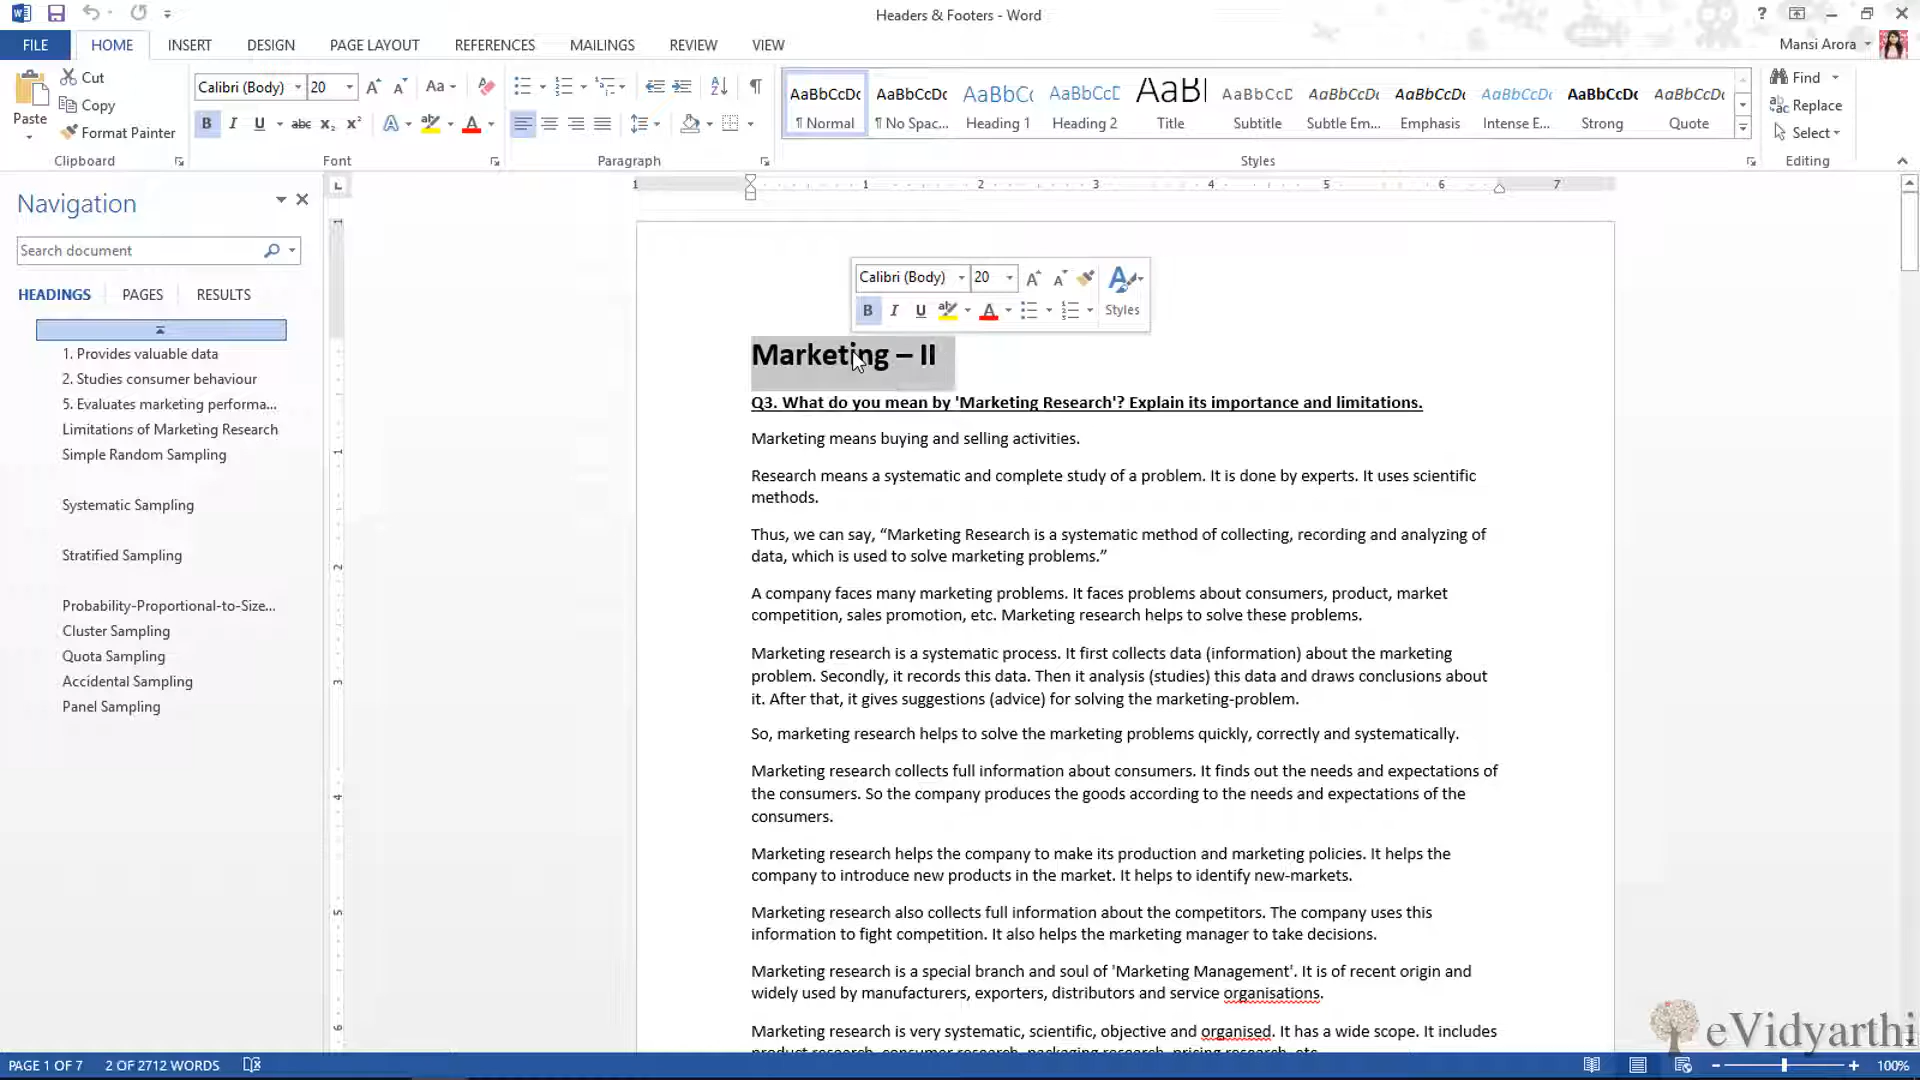 Headers & Footers - Word
FILE HOME INSERT DESIGN PAGE LAYOUT REFERENCES MAILINGS REVIEW VIEW
Mansi Arora
Paste
Cut
Copy
Format Painter
Clipboard
Calibri (Body) 20
Font
Paragraph
AaBbCcDc AaBbCcDc AaBbCc AaBbCcD AaBl AaBbCcD AaBbCcDc AaBbCcDc AaBbCcDc AaBbCcDc AaBbCcDc
¶ Normal ¶ No Spac... Heading 1 Heading 2 Title Subtitle Subtle Em... Emphasis Intense E... Strong Quote
Styles
Find
Replace
Select
Editing
Navigation
Search document
HEADINGS PAGES RESULTS
1. Provides valuable data
2. Studies consumer behaviour
5. Evaluates marketing performa...
Limitations of Marketing Research
Simple Random Sampling
Systematic Sampling
Stratified Sampling
Probability-Proportional-to-Size...
Cluster Sampling
Quota Sampling
Accidental Sampling
Panel Sampling
1 1 2 3 4 5 6 7
Calibri (Body) 20
B I U Styles
Marketing – II
Q3. What do you mean by 'Marketing Research'? Explain its importance and limitations.
Marketing means buying and selling activities.
Research means a systematic and complete study of a problem. It is done by experts. It uses scientific
methods.
Thus, we can say, “Marketing Research is a systematic method of collecting, recording and analyzing of
data, which is used to solve marketing problems.”
A company faces many marketing problems. It faces problems about consumers, product, market
competition, sales promotion, etc. Marketing research helps to solve these problems.
Marketing research is a systematic process. It first collects data (information) about the marketing
problem. Secondly, it records this data. Then it analysis (studies) this data and draws conclusions about
it. After that, it gives suggestions (advice) for solving the marketing-problem.
So, marketing research helps to solve the marketing problems quickly, correctly and systematically.
Marketing research collects full information about consumers. It finds out the needs and expectations of
the consumers. So the company produces the goods according to the needs and expectations of the
consumers.
Marketing research helps the company to make its production and marketing policies. It helps the
company to introduce new products in the market. It helps to identify new-markets.
Marketing research also collects full information about the competitors. The company uses this
information to fight competition. It also helps the marketing manager to take decisions.
Marketing research is a special branch and soul of 'Marketing Management'. It is of recent origin and
widely used by manufacturers, exporters, distributors and service organisations.
Marketing research is very systematic, scientific, objective and organised. It has a wide scope. It includes
product research, consumer research, packaging research, pricing research, etc.
eVidyarthi
PAGE 1 OF 7 2 OF 2712 WORDS
100%